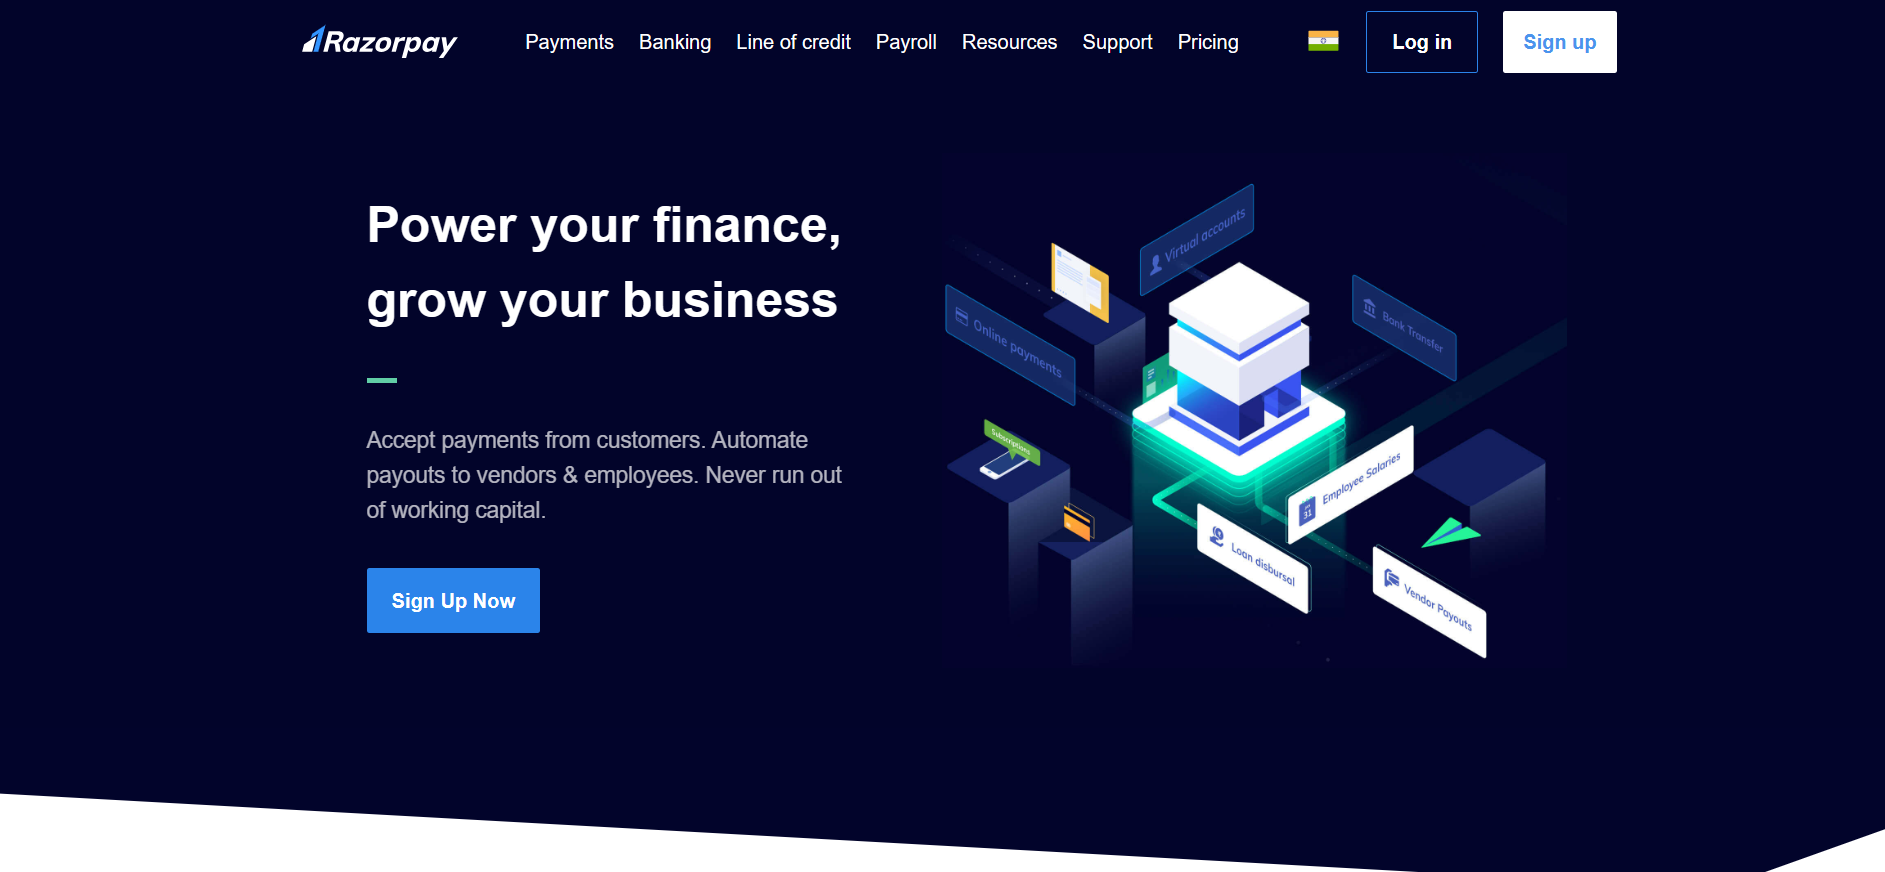 Razorpay
Payments
Banking
Line of credit
Payroll
Resources
Support
Pricing
Log in
Sign up
Power your finance,
grow your business
Accept payments from customers. Automate
payouts to vendors & employees. Never run out
of working capital.
Sign Up Now
Virtual accounts
Online payments
Bank Transfer
Subscriptions
Employee Salaries
31
Loan disbursal
Vendor Payouts